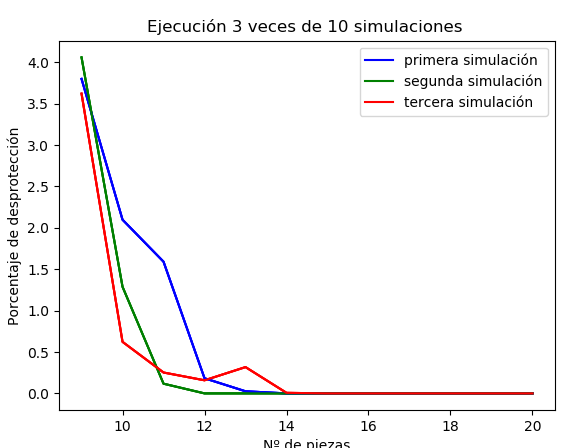 Ejecución 3 veces de 10 simulaciones
primera simulación
segunda simulación
tercera simulación
Porcentaje de desprotección
4.0
3.5
3.0
2.5
2.0
1.5
1.0
0.5
0.0
10 12 14 16 18 20
Nº de piezas